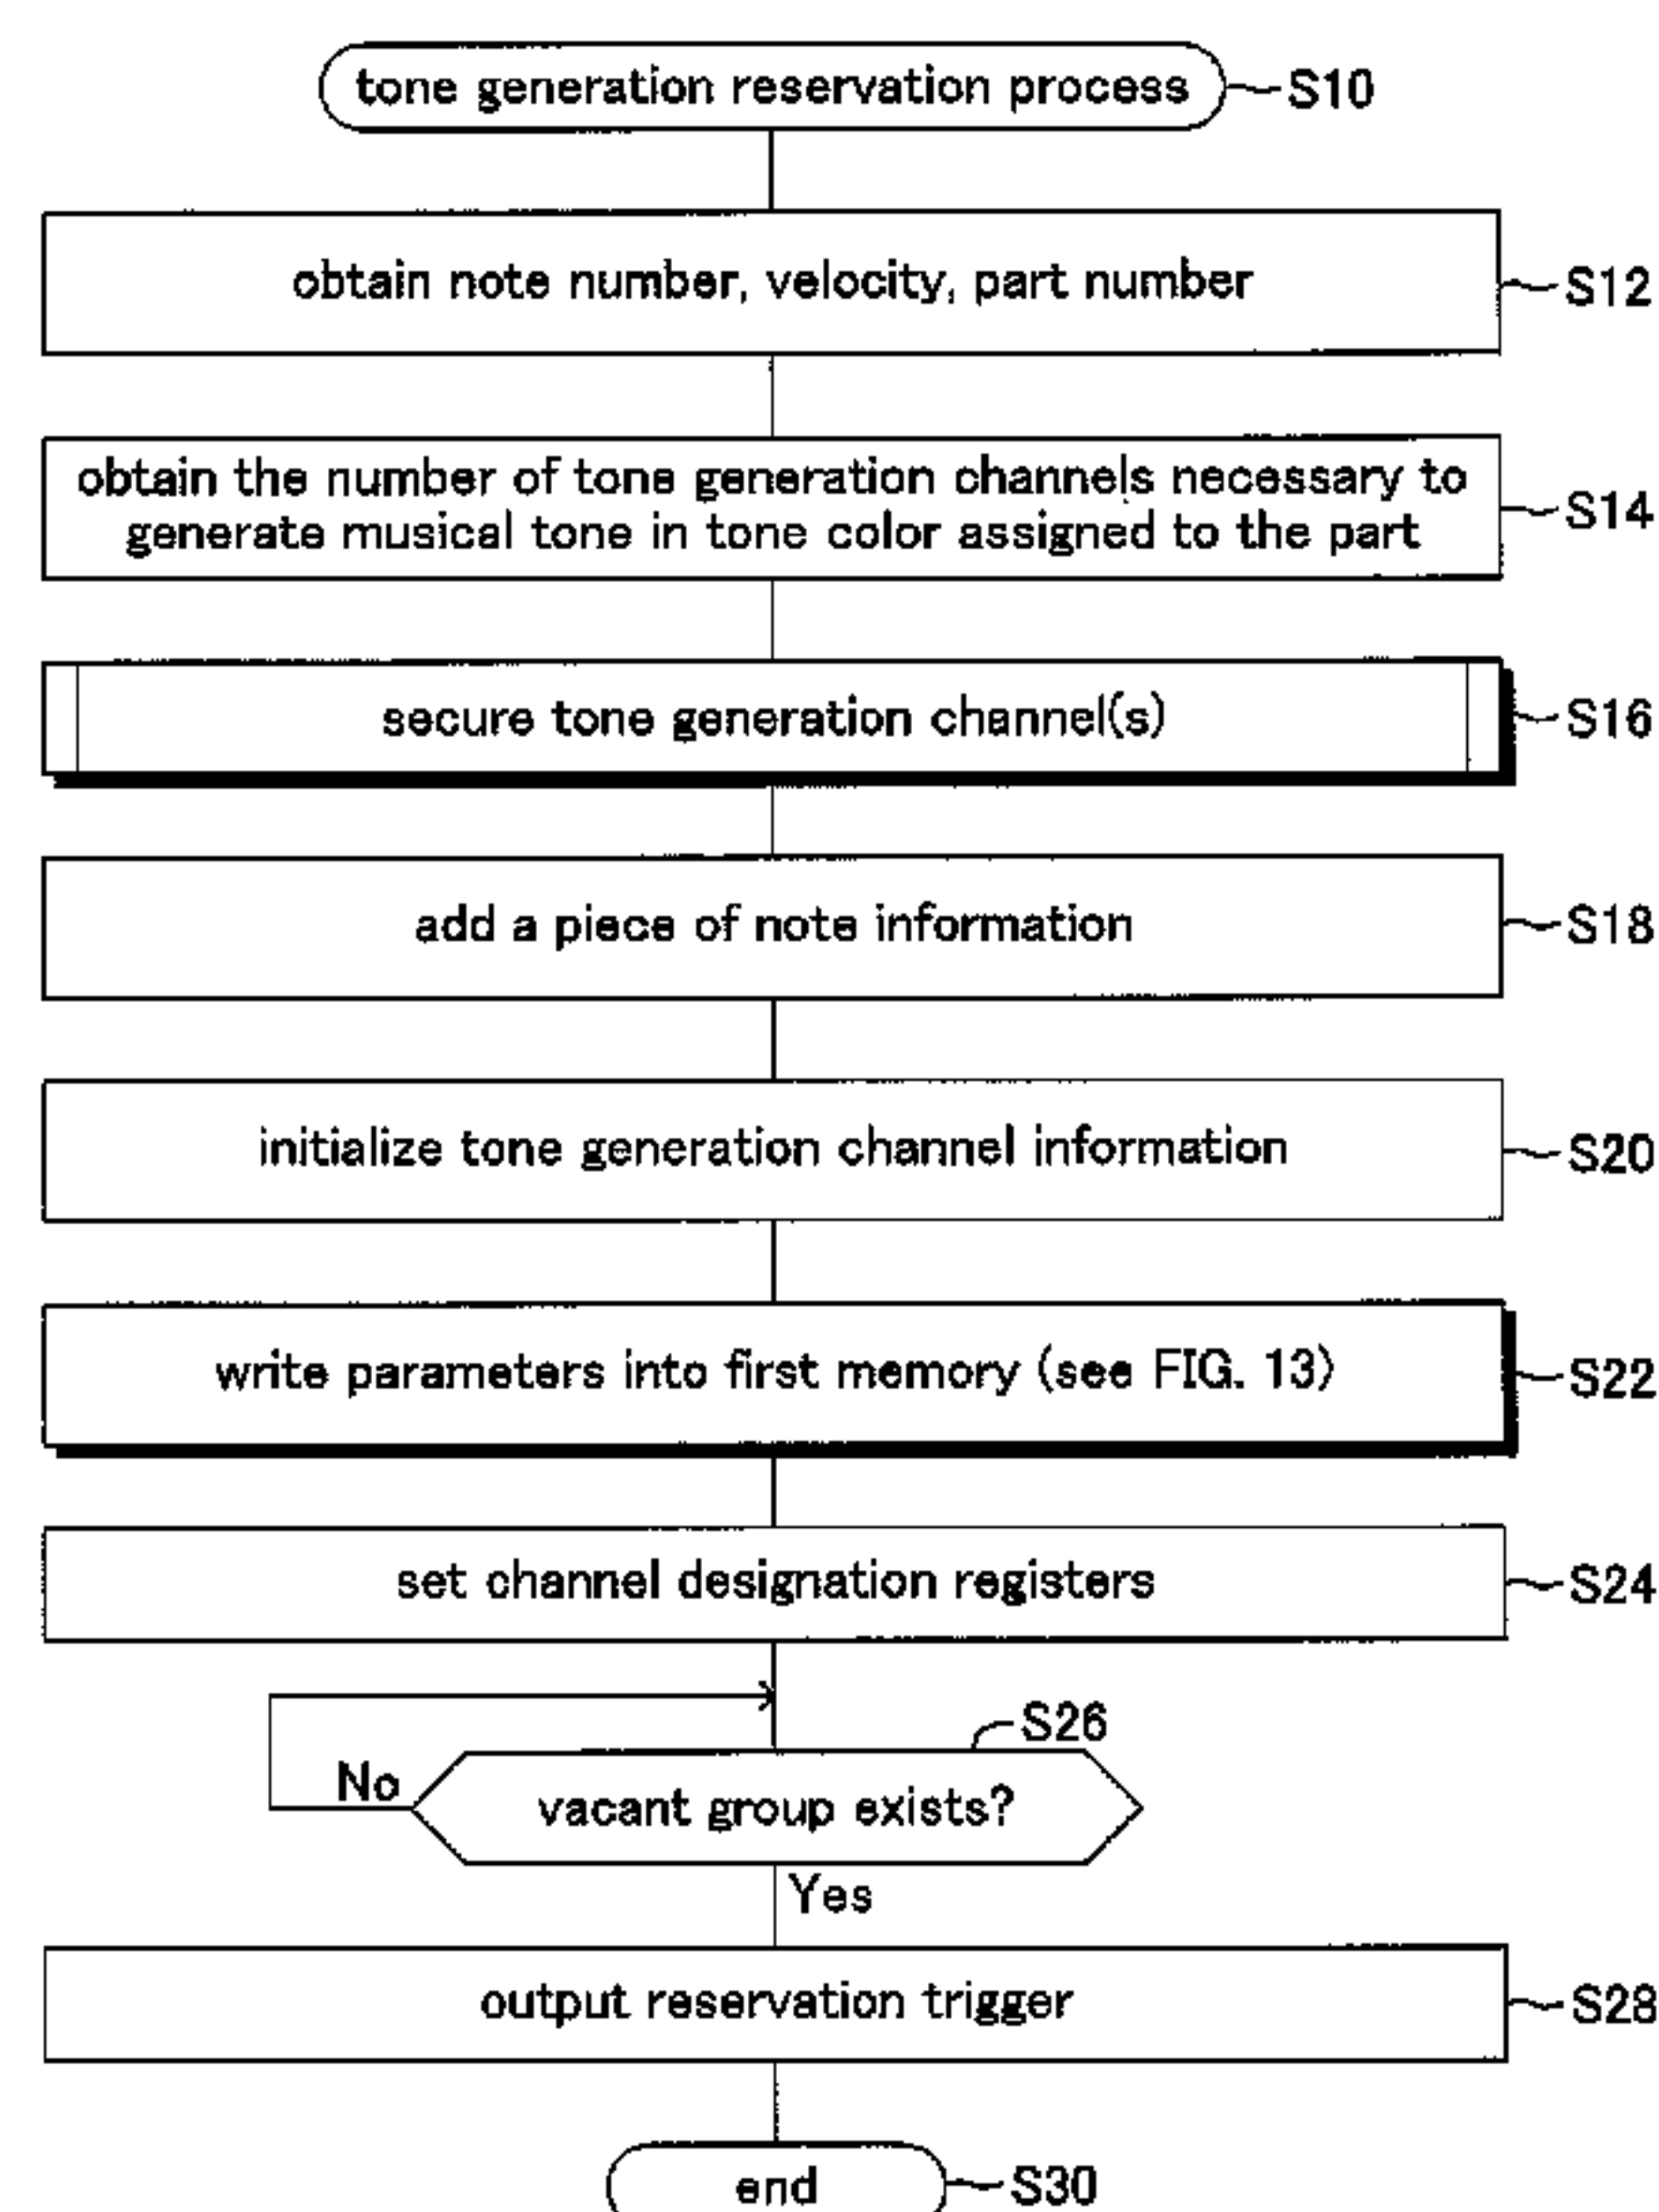 tone generation reservation process
S10
obtain note number, velocity, part number
S12
obtain the number of tone generation channels necessary to
generate musical tone in tone color assigned to the part
S14
secure tone generation channel(s)
S16
add a piece of note information
S18
initialize tone generation channel information
S20
write parameters into first memory (see FIG. 13)
S22
set channel designation registers
S24
S26
No
vacant group exists?
Yes
output reservation trigger
S28
end
S30